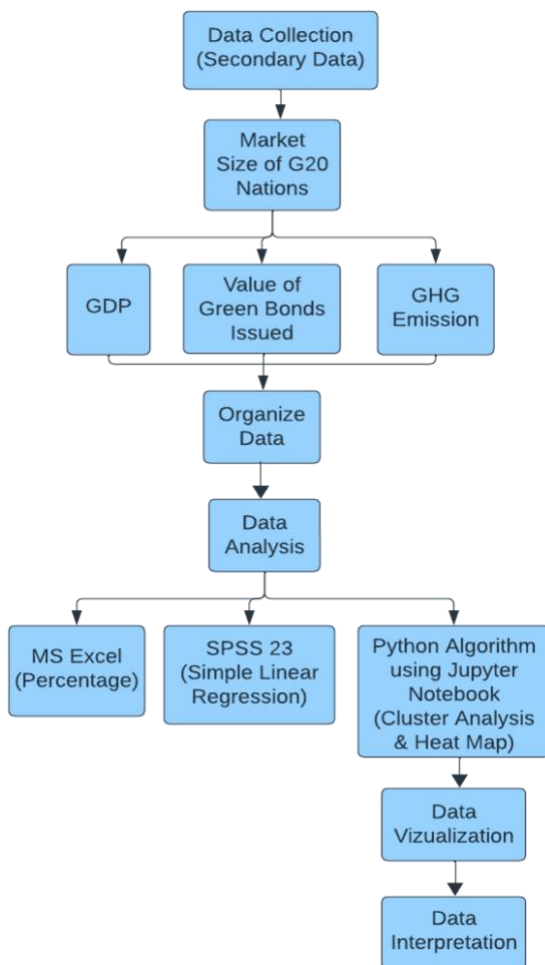 Data Collection
(Secondary Data)
Market
Size of G20
Nations
GDP
Value of
Green Bonds
Issued
GHG
Emission
Organize
Data
Data
Analysis
MS Excel
(Percentage)
SPSS 23
(Simple Linear
Regression)
Python Algorithm
using Jupyter
Notebook
(Cluster Analysis
& Heat Map)
Data
Vizualization
Data
Interpretation